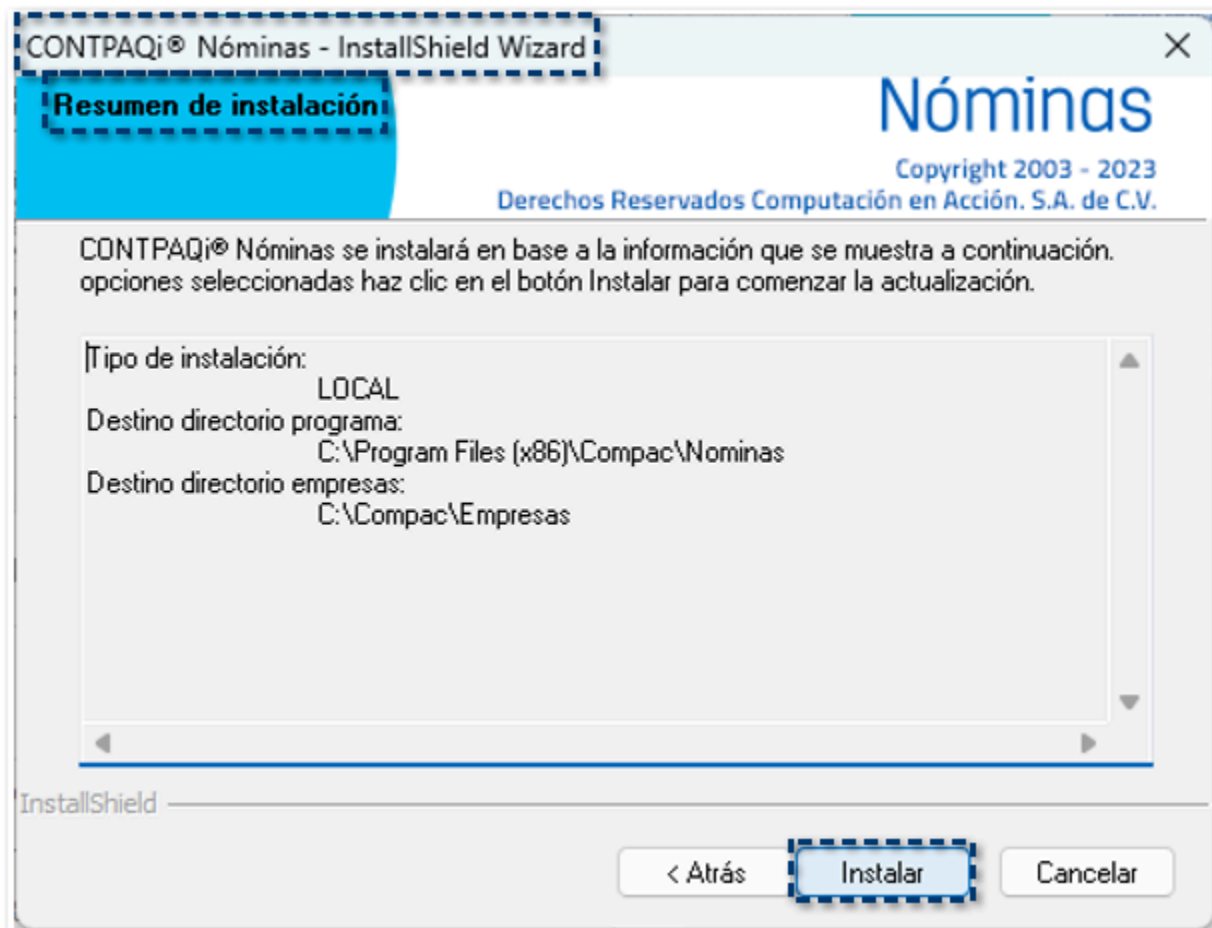 CONTPAQi® Nóminas - InstallShield Wizard
Resumen de instalación
Nóminas
Copyright 2003 - 2023
Derechos Reservados Computación en Acción. S.A. de C.V.
CONTPAQi® Nóminas se instalará en base a la información que se muestra a continuación.
opciones seleccionadas haz clic en el botón Instalar para comenzar la actualización.
Tipo de instalación:
LOCAL
Destino directorio programa:
C:\Program Files (x86)\Compac\Nominas
Destino directorio empresas:
C:\Compac\Empresas
InstallShield
< Atrás
Instalar
Cancelar